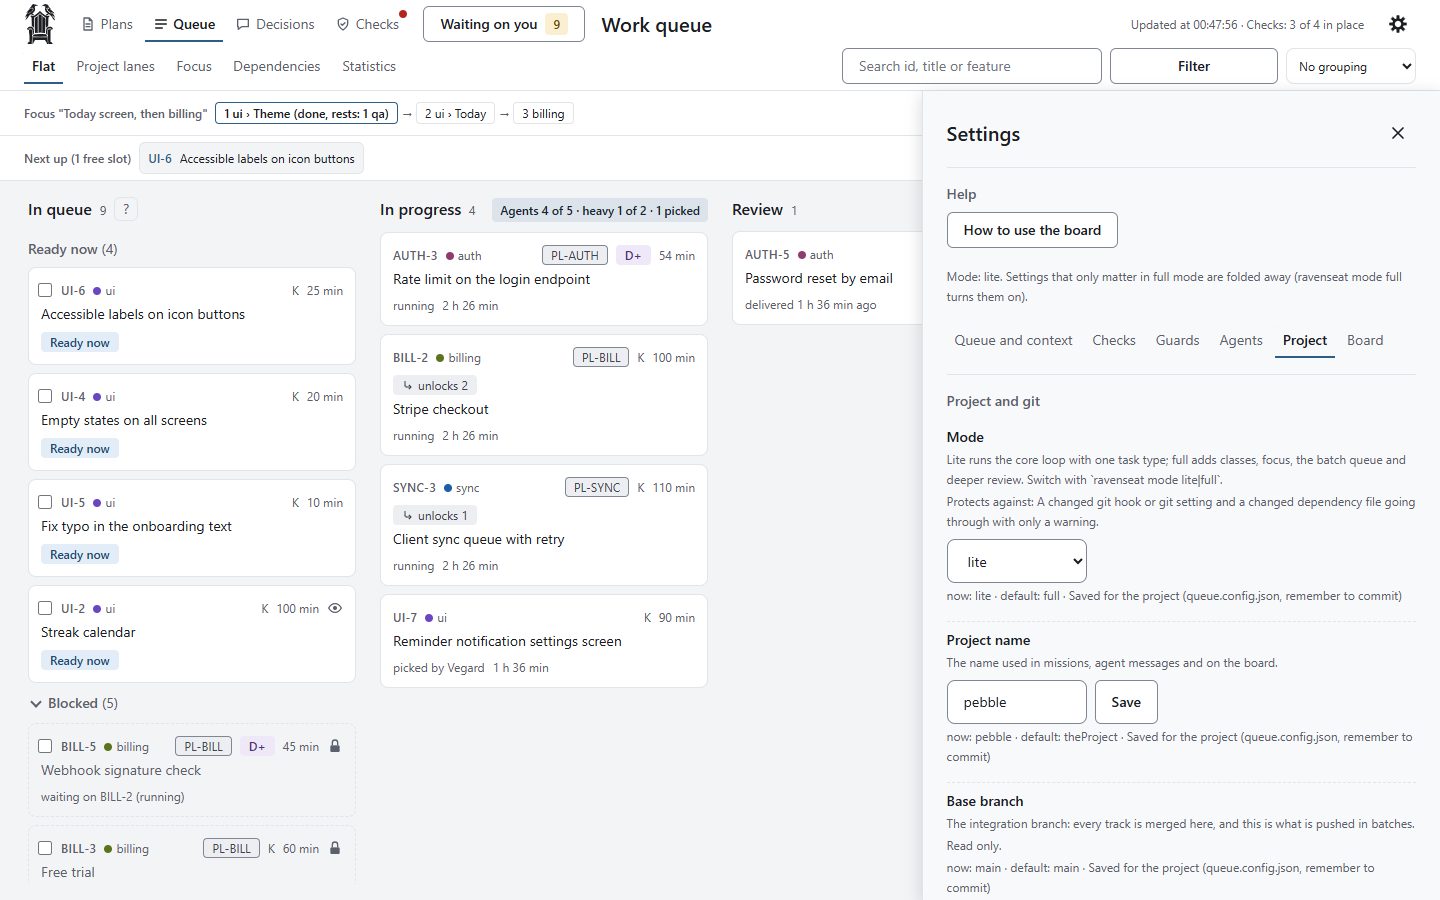 Plans
Queue
Decisions
Checks
Waiting on you 9
Work queue
Updated at 00:47:56 · Checks: 3 of 4 in place
Flat
Project lanes
Focus
Dependencies
Statistics
Search id, title or feature
Filter
No grouping
Focus "Today screen, then billing" 1 ui › Theme (done, rests: 1 qa) → 2 ui › Today → 3 billing
Next up (1 free slot) UI-6 Accessible labels on icon buttons
In queue 9 ?
Ready now (4)
UI-6 ui K 25 min
Accessible labels on icon buttons
Ready now
UI-4 ui K 20 min
Empty states on all screens
Ready now
UI-5 ui K 10 min
Fix typo in the onboarding text
Ready now
UI-2 ui K 100 min
Streak calendar
Ready now
Blocked (5)
BILL-5 billing PL-BILL D+ 45 min
Webhook signature check
waiting on BILL-2 (running)
BILL-3 billing PL-BILL K 60 min
Free trial
In progress 4 Agents 4 of 5 · heavy 1 of 2 · 1 picked
AUTH-3 auth PL-AUTH D+ 54 min
Rate limit on the login endpoint
running 2 h 26 min
BILL-2 billing PL-BILL K 100 min
↳ unlocks 2
Stripe checkout
running 2 h 26 min
SYNC-3 sync PL-SYNC K 110 min
↳ unlocks 1
Client sync queue with retry
running 2 h 26 min
UI-7 ui K 90 min
Reminder notification settings screen
picked by Vegard 1 h 36 min
Review 1
AUTH-5 auth
Password reset by email
delivered 1 h 36 min ago
Settings
Help
How to use the board
Mode: lite. Settings that only matter in full mode are folded away (ravenseat mode full
turns them on).
Queue and context
Checks
Guards
Agents
Project
Board
Project and git
Mode
Lite runs the core loop with one task type; full adds classes, focus, the batch queue and
deeper review. Switch with `ravenseat mode lite|full`.
Protects against: A changed git hook or git setting and a changed dependency file going
through with only a warning.
lite
now: lite · default: full · Saved for the project (queue.config.json, remember to commit)
Project name
The name used in missions, agent messages and on the board.
pebble
Save
now: pebble · default: theProject · Saved for the project (queue.config.json, remember to
commit)
Base branch
The integration branch: every track is merged here, and this is what is pushed in batches.
Read only.
now: main · default: main · Saved for the project (queue.config.json, remember to
commit)